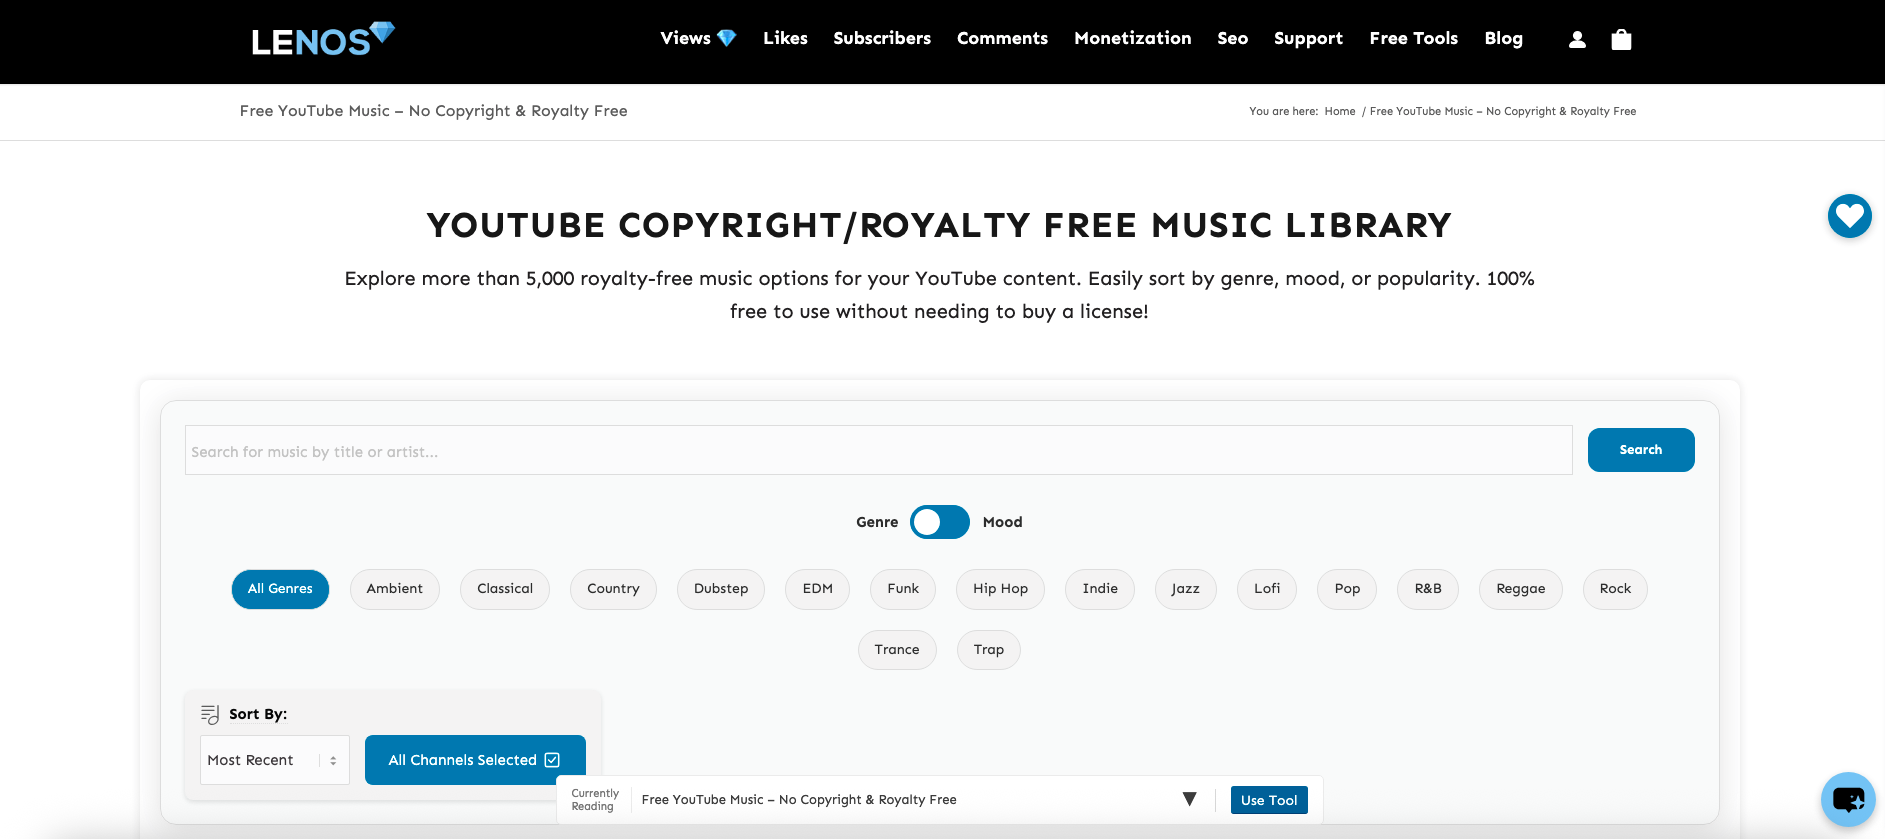 LENOS
Views Likes Subscribers Comments Monetization Seo Support Free Tools Blog
Free YouTube Music – No Copyright & Royalty Free
You are here: Home / Free YouTube Music – No Copyright & Royalty Free
YOUTUBE COPYRIGHT/ROYALTY FREE MUSIC LIBRARY
Explore more than 5,000 royalty-free music options for your YouTube content. Easily sort by genre, mood, or popularity. 100%
free to use without needing to buy a license!
Search for music by title or artist...
Search
Genre Mood
All Genres Ambient Classical Country Dubstep EDM Funk Hip Hop Indie Jazz Lofi Pop R&B Reggae Rock
Trance Trap
Sort By:
Most Recent All Channels Selected
Currently
Reading
Free YouTube Music – No Copyright & Royalty Free
Use Tool